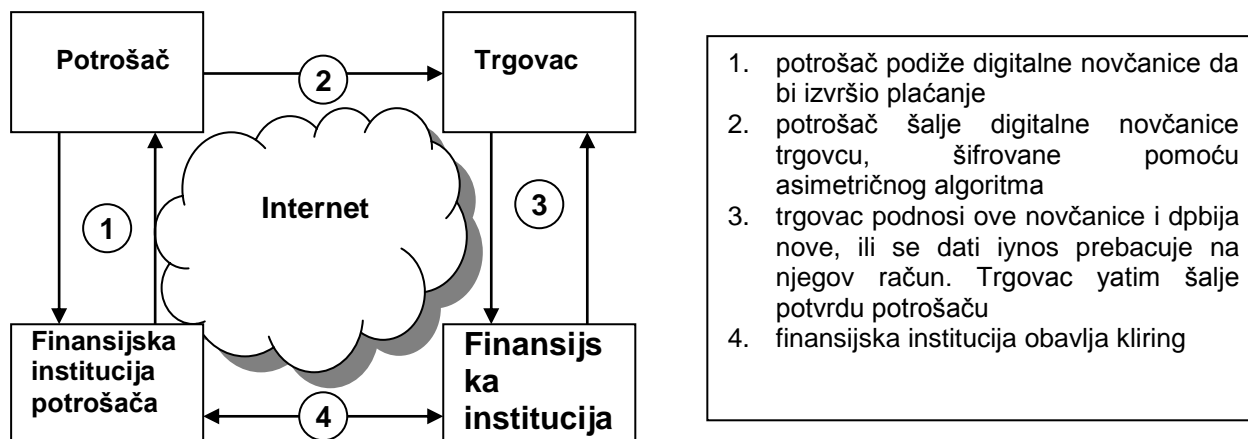 Potrošač
2
Trgovac
Internet
1
3
Finansijska
institucija
potrošača
4
Finansijs
ka
institucija
1. potrošač podiže digitalne novčanice da
bi izvršio plaćanje
2. potrošač šalje digitalne novčanice
trgovcu, šifrovane pomoću
asimetričnog algoritma
3. trgovac podnosi ove novčanice i dpbija
nove, ili se dati iynos prebacuje na
njegov račun. Trgovac yatim šalje
potvrdu potrošaču
4. finansijska institucija obavlja kliring